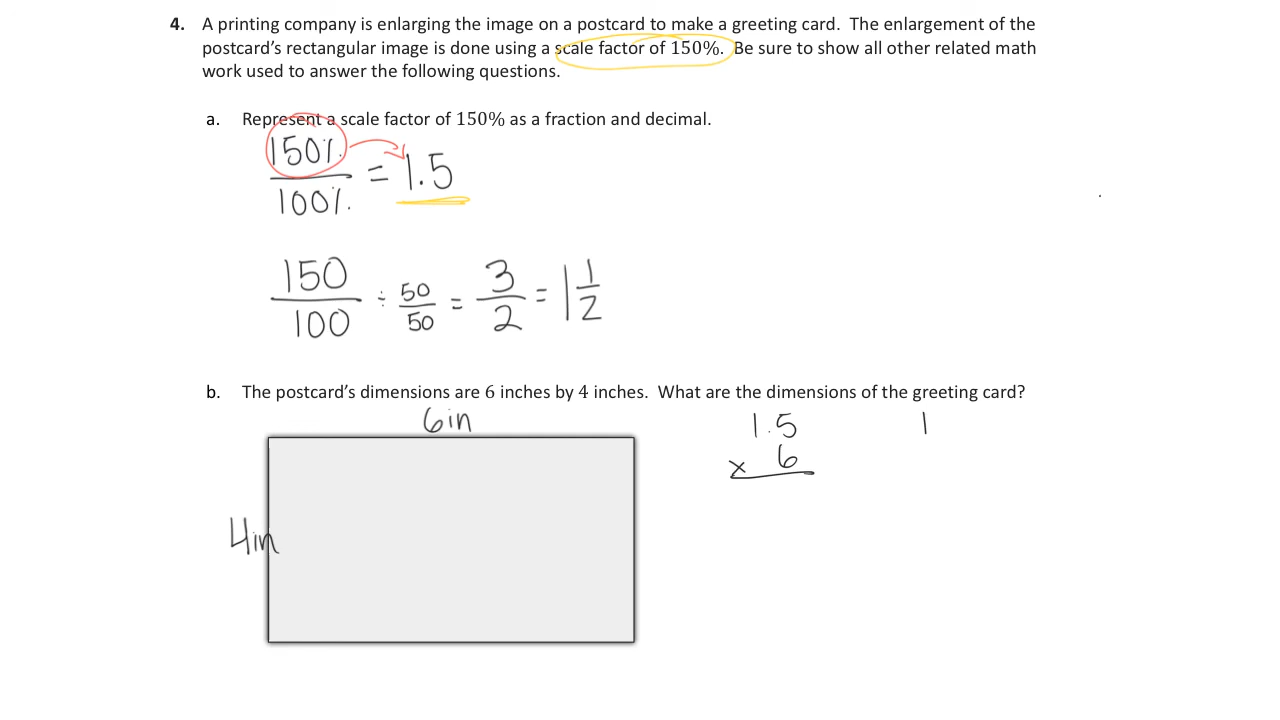 4. A printing company is enlarging the image on a postcard to make a greeting card. The enlargement of the
postcard's rectangular image is done using a scale factor of 150%. Be sure to show all other related math
work used to answer the following questions.
a. Represent a scale factor of 150% as a fraction and decimal.
150%
100%
= 1.5
150
100
÷ 50
50
= 3
2
= 1 1
2
b. The postcard's dimensions are 6 inches by 4 inches. What are the dimensions of the greeting card?
6in
4in
1.5
x 6
1